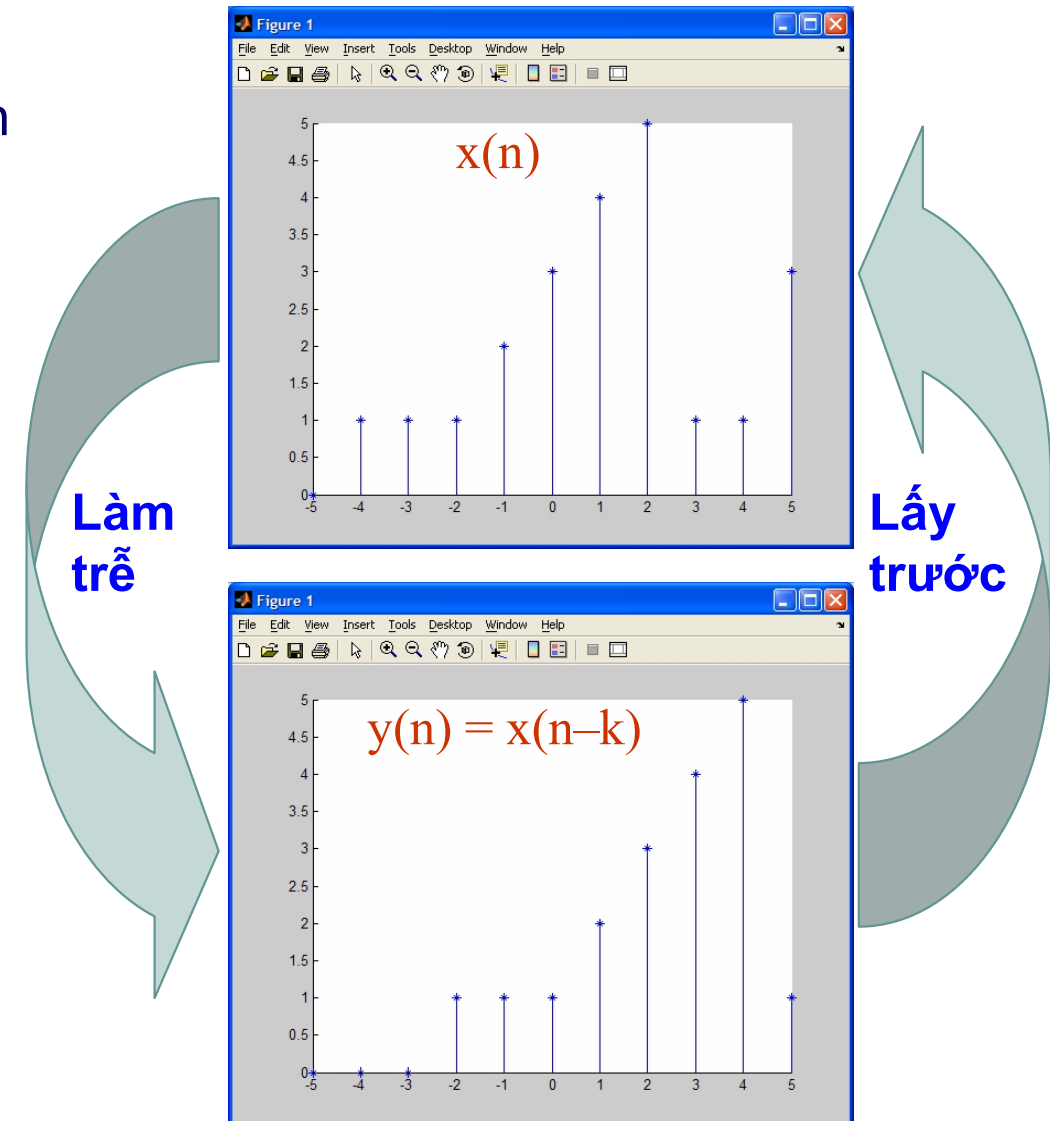 n
Figure 1
File Edit View Insert Tools Desktop Window Help
x(n)
5
4.5
4
3.5
3
2.5
2
1.5
1
0.5
0
-5 -4 -3 -2 -1 0 1 2 3 4 5
Làm
trễ
Lấy
trước
Figure 1
File Edit View Insert Tools Desktop Window Help
y(n) = x(n–k)
5
4.5
4
3.5
3
2.5
2
1.5
1
0.5
0
-5 -4 -3 -2 -1 0 1 2 3 4 5